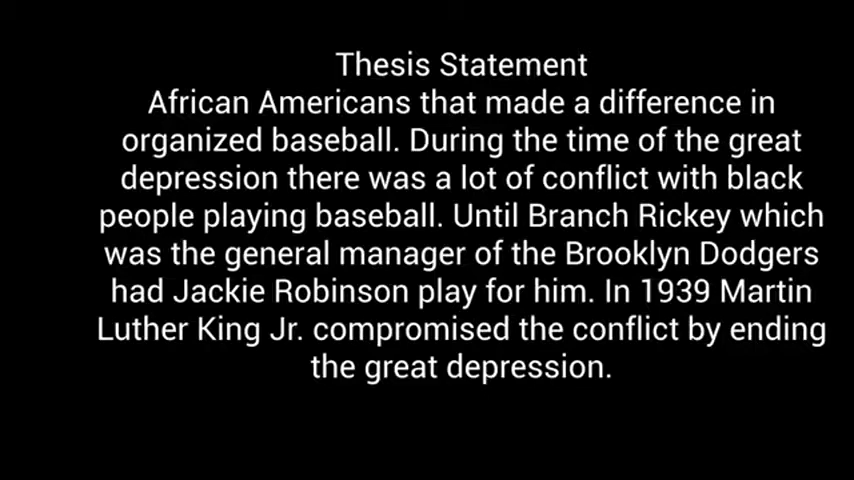 Thesis Statement
African Americans that made a difference in
organized baseball. During the time of the great
depression there was a lot of conflict with black
people playing baseball. Until Branch Rickey which
was the general manager of the Brooklyn Dodgers
had Jackie Robinson play for him. In 1939 Martin
Luther King Jr. compromised the conflict by ending
the great depression.